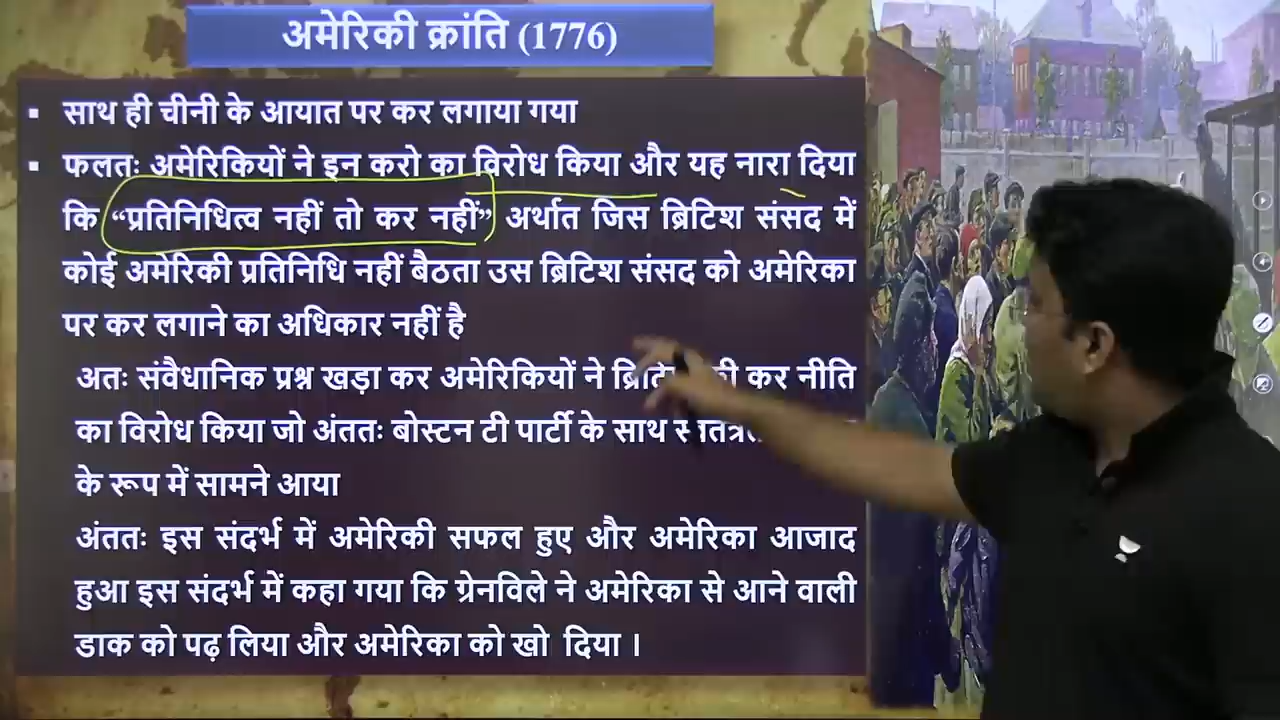 अमेरिकी क्रांति (1776)
साथ ही चीनी के आयात पर कर लगाया गया
फलतः अमेरिकियों ने इन करो का विरोध किया और यह नारा दिया
कि “प्रतिनिधित्व नहीं तो कर नहीं” अर्थात जिस ब्रिटिश संसद में
कोई अमेरिकी प्रतिनिधि नहीं बैठता उस ब्रिटिश संसद को अमेरिका
पर कर लगाने का अधिकार नहीं है
अतः संवैधानिक प्रश्न खड़ा कर अमेरिकियों ने की कर नीति
का विरोध किया जो अंततः बोस्टन टी पार्टी के साथ
के रूप में सामने आया
अंततः इस संदर्भ में अमेरिकी सफल हुए और अमेरिका आजाद
हुआ इस संदर्भ में कहा गया कि ग्रेनविले ने अमेरिका से आने वाली
डाक को पढ़ लिया और अमेरिका को खो दिया ।